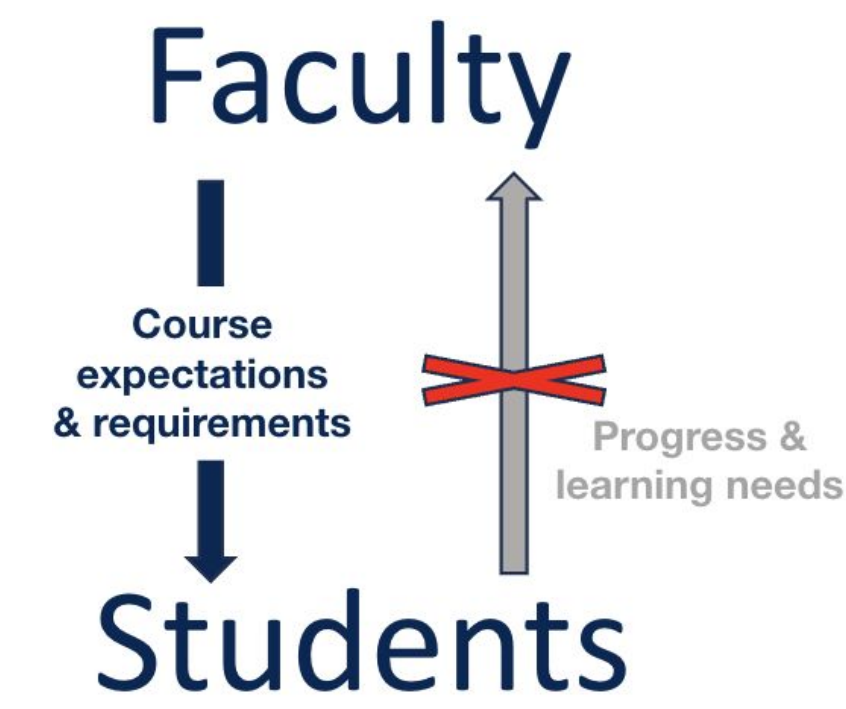 Faculty
Course
expectations
& requirements
Progress &
learning needs
Students